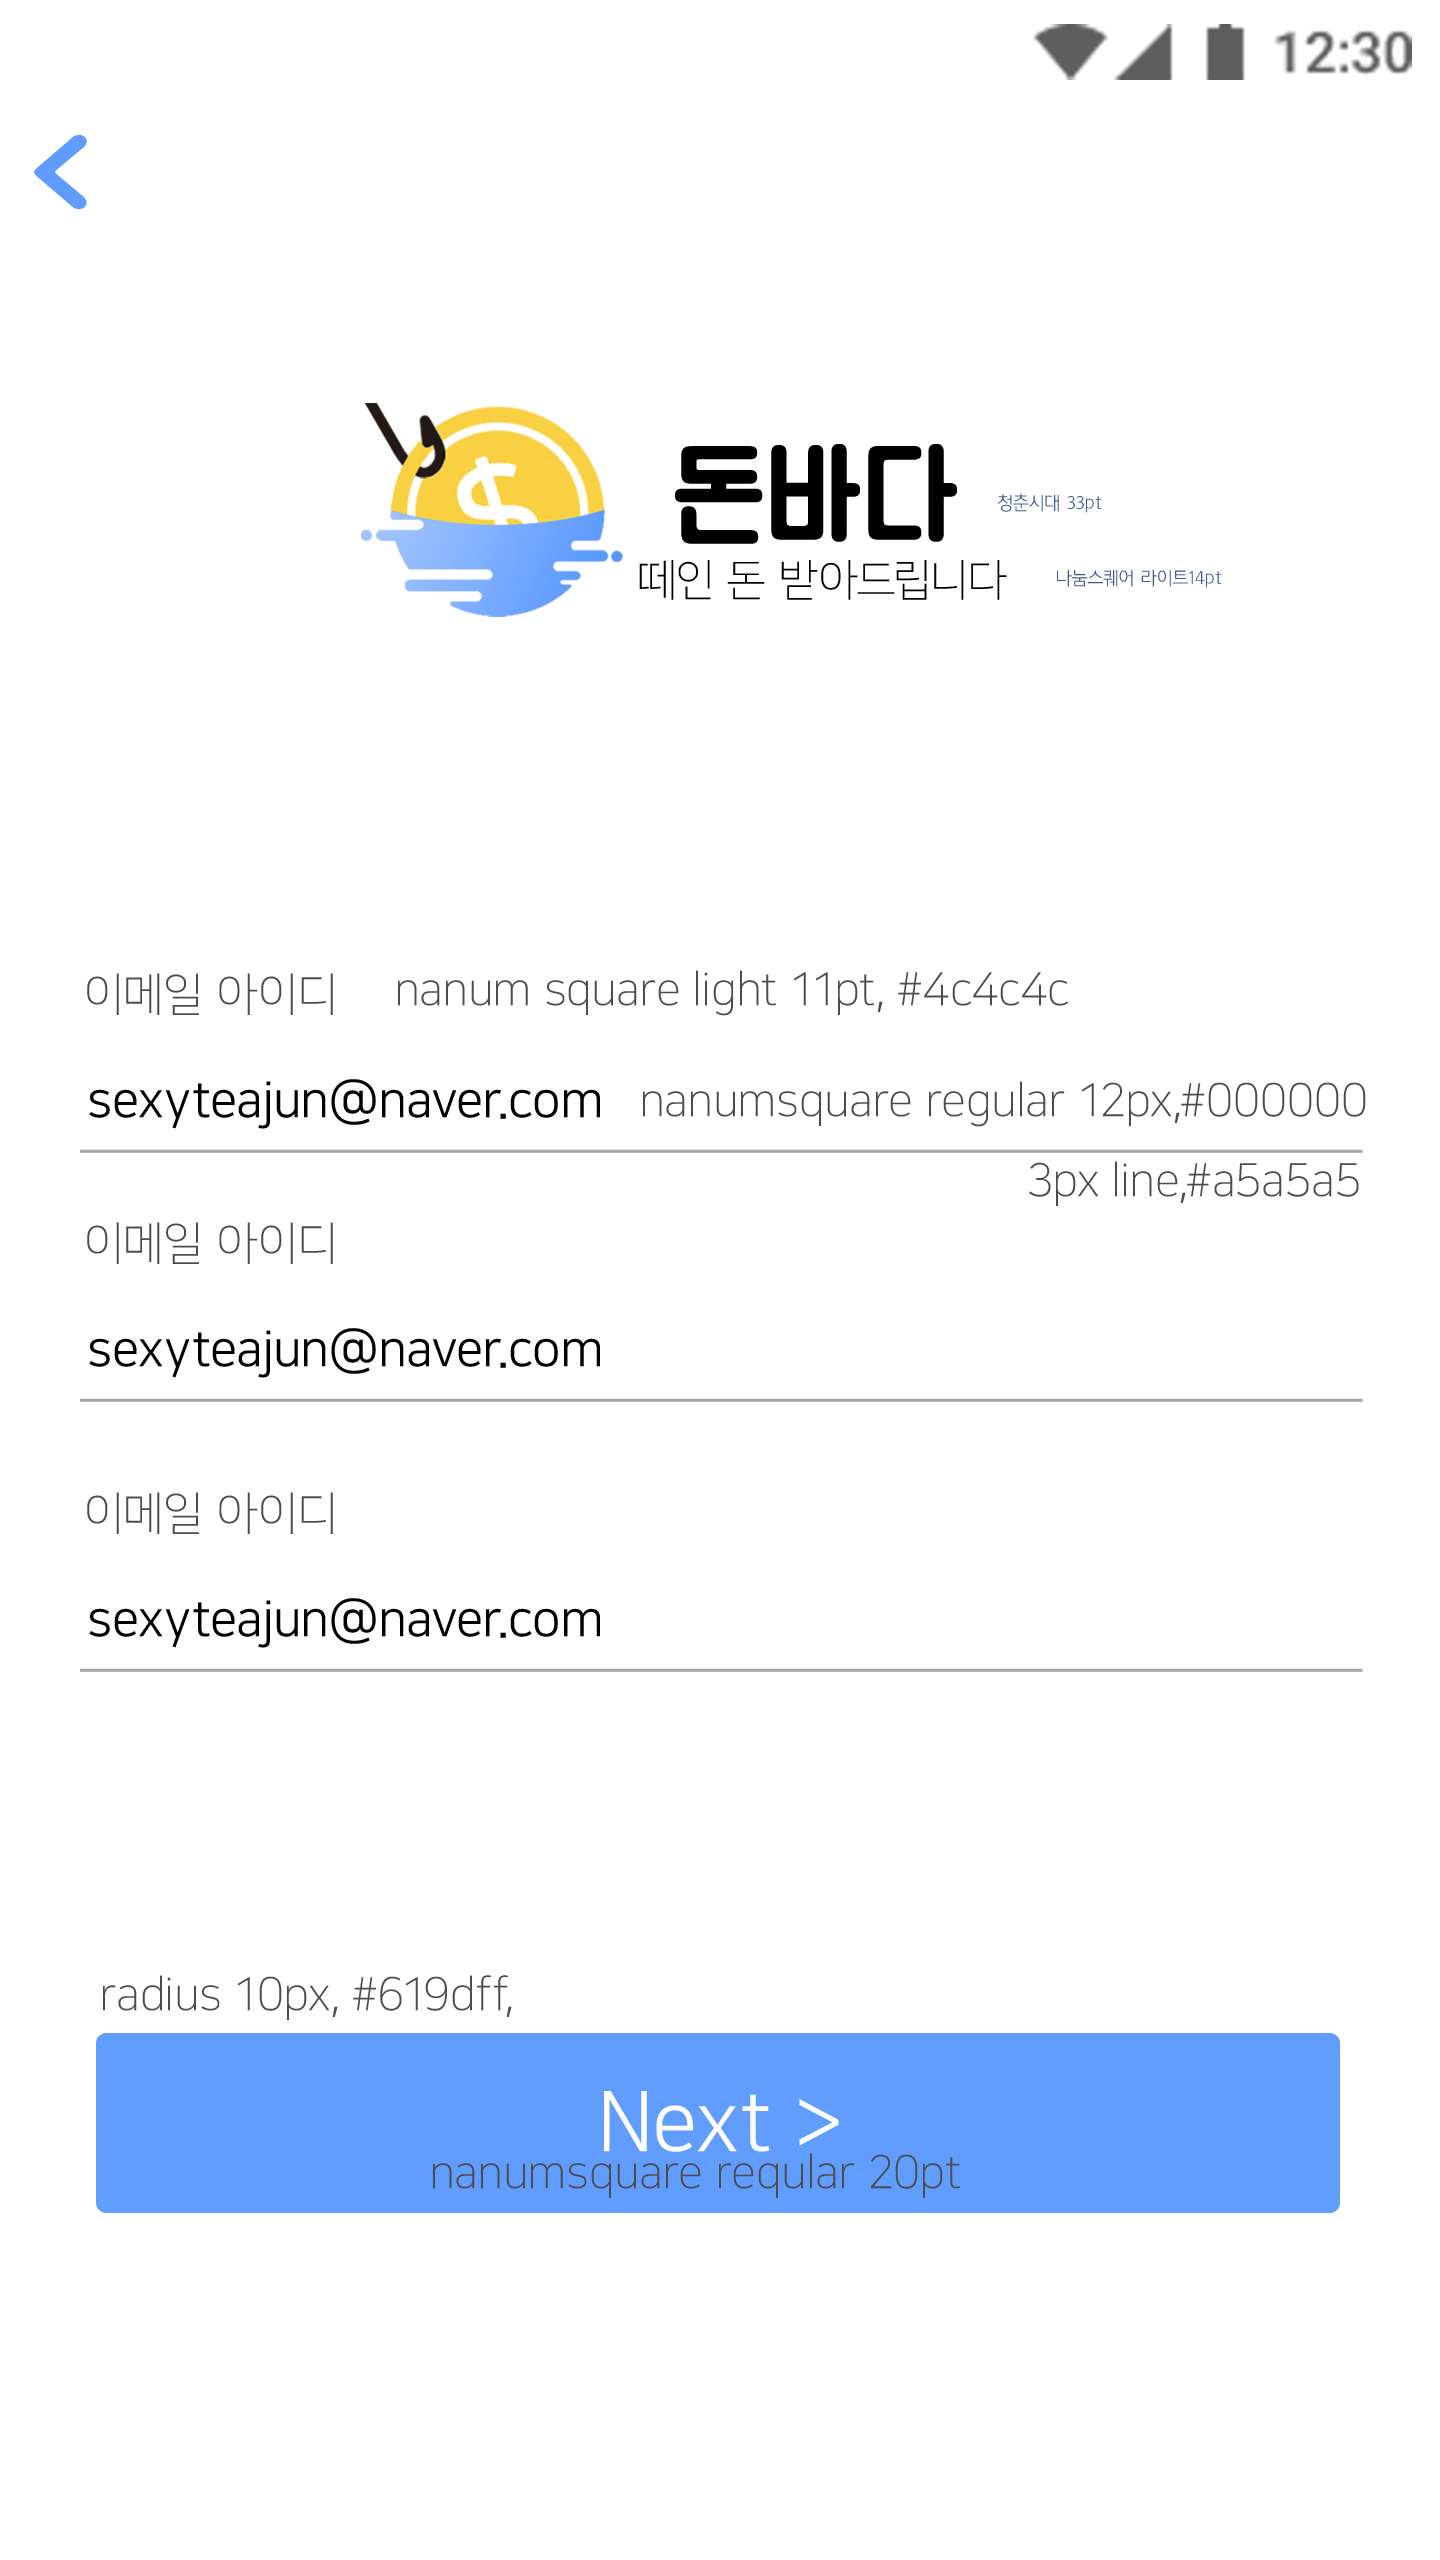 12:30
돈바다 청춘시대 33pt
떼인 돈 받아드립니다 나눔스퀘어 라이트14pt
이메일 아이디 nanum square light 11pt, #4c4c4c
sexyteajun@naver.com nanumsquare regular 12px,#000000
3px line,#a5a5a5
이메일 아이디
sexyteajun@naver.com
이메일 아이디
sexyteajun@naver.com
radius 10px, #619dff,
Next >
nanumsquare reqular 20pt